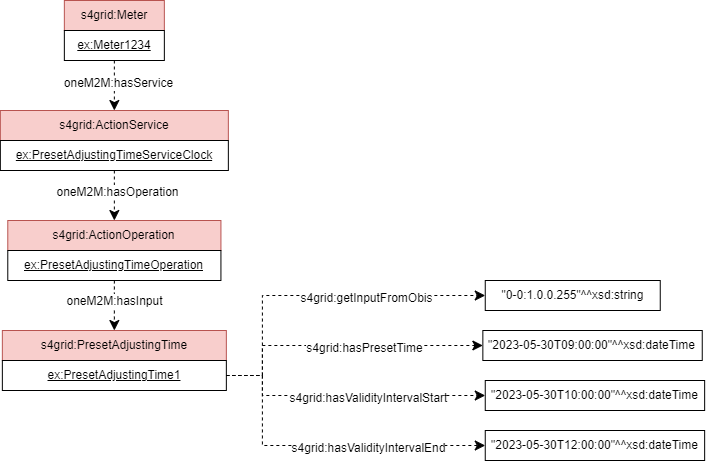 s4grid:Meter
ex:Meter1234
oneM2M:hasService
s4grid:ActionService
ex:PresetAdjustingTimeServiceClock
oneM2M:hasOperation
s4grid:ActionOperation
ex:PresetAdjustingTimeOperation
oneM2M:hasInput
s4grid:PresetAdjustingTime
ex:PresetAdjustingTime1
s4grid:getInputFromObis
"0-0:1.0.0.255"^^xsd:string
s4grid:hasPresetTime
"2023-05-30T09:00:00"^^xsd:dateTime
s4grid:hasValidityIntervalStart
"2023-05-30T10:00:00"^^xsd:dateTime
s4grid:hasValidityIntervalEnd
"2023-05-30T12:00:00"^^xsd:dateTime